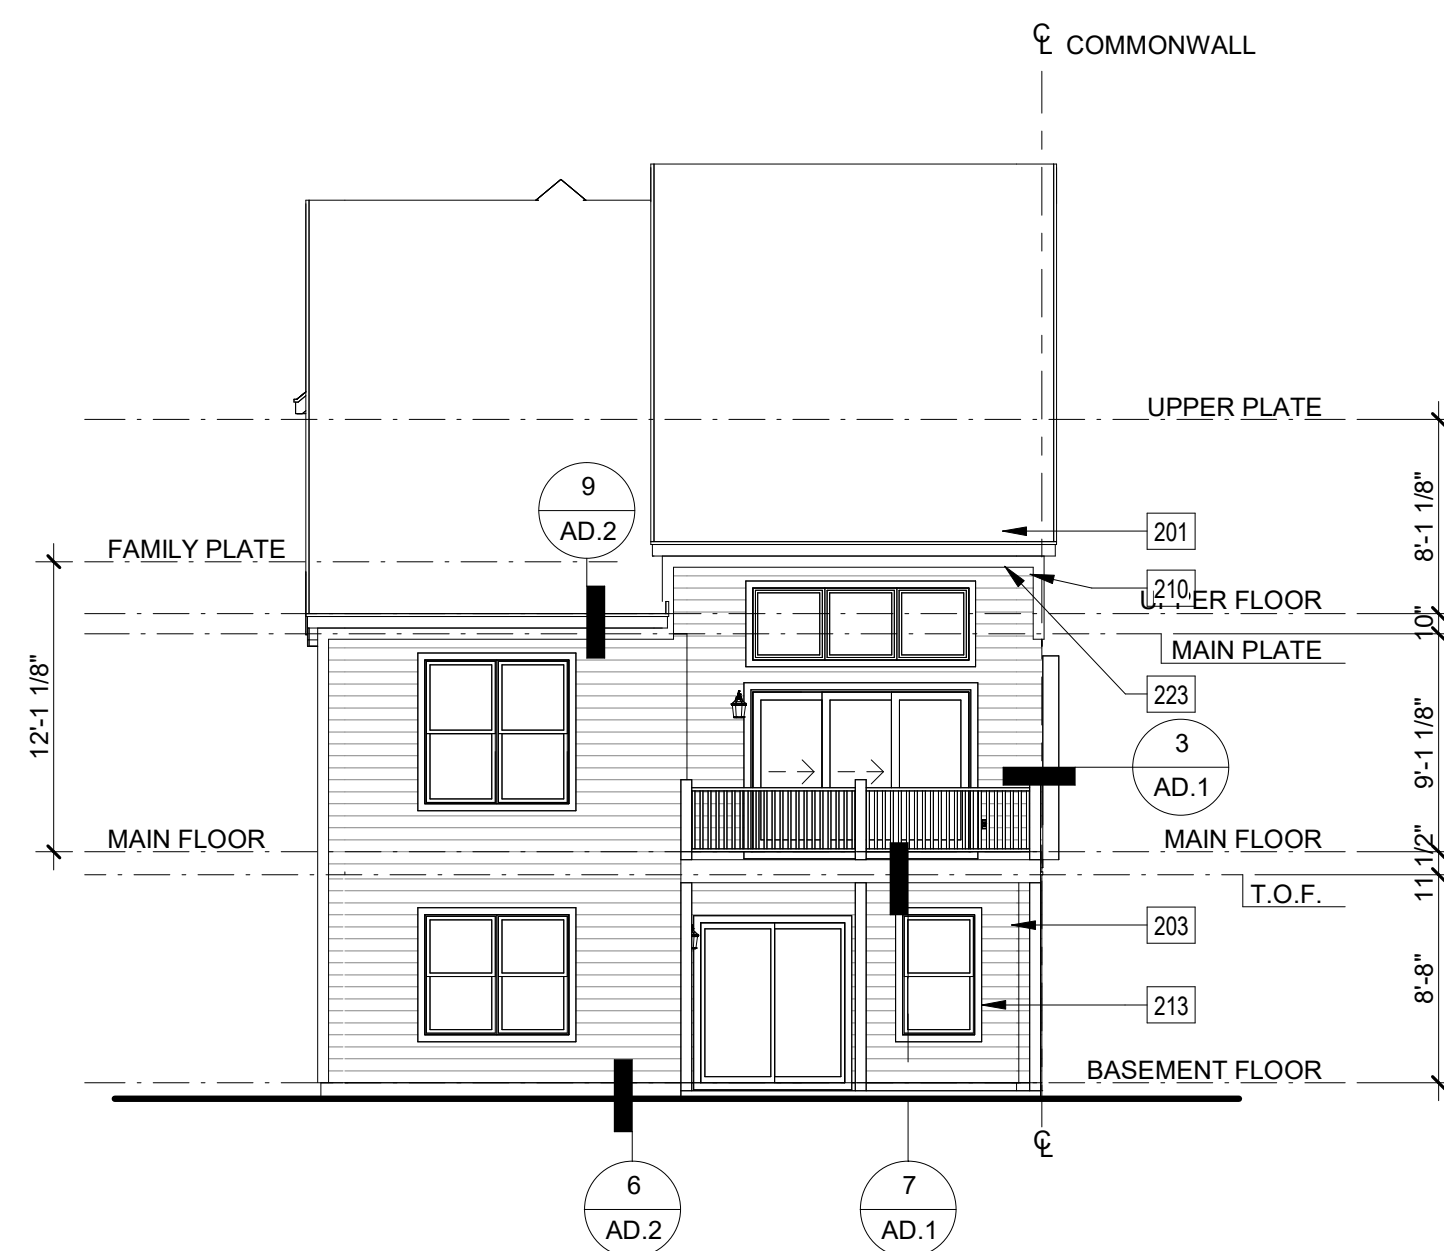 ℄ COMMONWALL
UPPER PLATE
9
AD.2
201
8'-1 1/8"
FAMILY PLATE
210
UPPER FLOOR
10"
MAIN PLATE
12'-1 1/8"
223
3
AD.1
9'-1 1/8"
MAIN FLOOR
MAIN FLOOR
11 1/2"
T.O.F.
203
8'-8"
213
BASEMENT FLOOR
℄
6
AD.2
7
AD.1